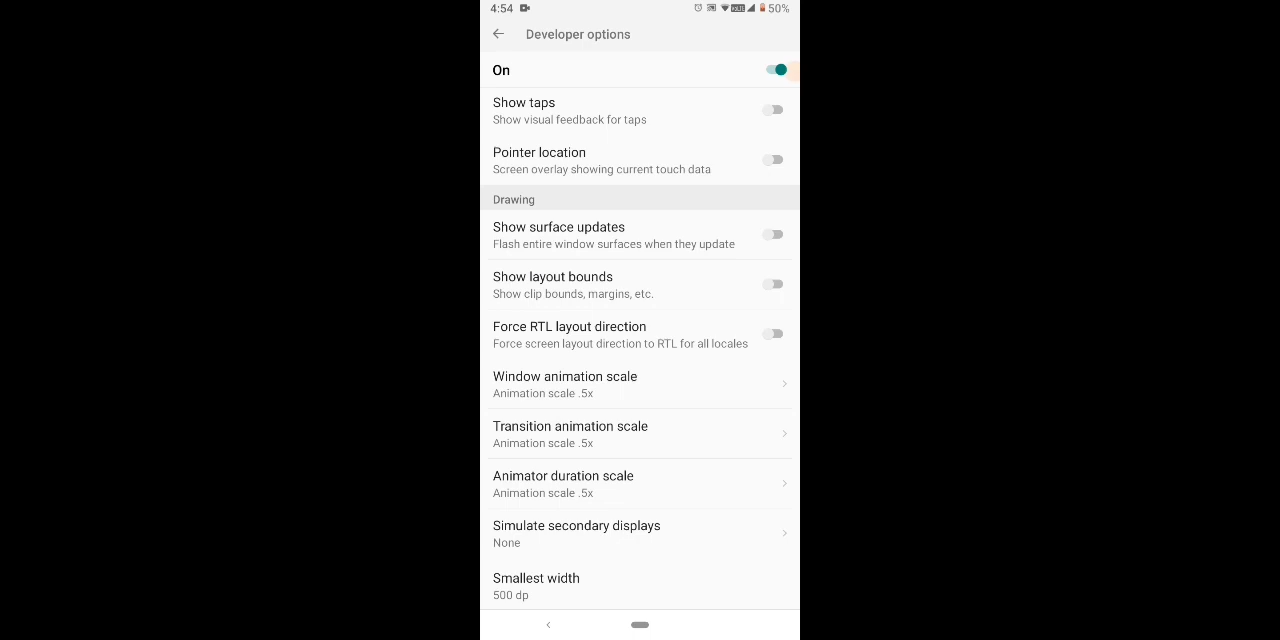 4:54 50%
Developer options
On
Show taps
Show visual feedback for taps
Pointer location
Screen overlay showing current touch data
Drawing
Show surface updates
Flash entire window surfaces when they update
Show layout bounds
Show clip bounds, margins, etc.
Force RTL layout direction
Force screen layout direction to RTL for all locales
Window animation scale
Animation scale .5x
Transition animation scale
Animation scale .5x
Animator duration scale
Animation scale .5x
Simulate secondary displays
None
Smallest width
500 dp